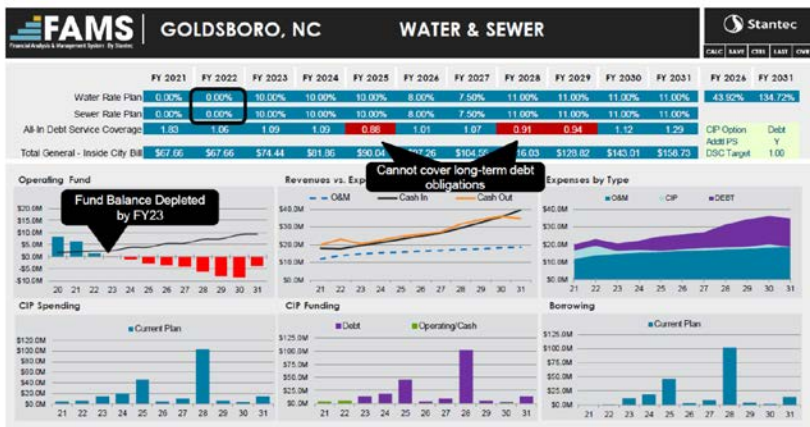 FAMS
Financial Analysis & Management System By Stantec
GOLDSBORO, NC
WATER & SEWER
Stantec
CALC SAVE CTRL LAST OVR
FY 2021 FY 2022 FY 2023 FY 2024 FY 2025 FY 2026 FY 2027 FY 2028 FY 2029 FY 2030 FY 2031 FY 2026 FY 2031
Water Rate Plan 0.00% 0.00% 10.00% 10.00% 10.00% 8.00% 7.50% 11.00% 11.00% 11.00% 11.00% 43.92% 134.72%
Sewer Rate Plan 0.00% 0.00% 10.00% 10.00% 10.00% 8.00% 7.50% 11.00% 11.00% 11.00% 11.00%
All-In Debt Service Coverage 1.83 1.06 1.09 1.09 0.88 1.01 1.07 0.91 0.94 1.12 1.29
CIP Option Debt
Addtl PS Y
DSC Target 1.00
Total General - Inside City Bill $67.66 $67.66 $74.44 $81.86 $90.04 $97.26 $104.55 $116.03 $128.82 $143.01 $158.73
Cannot cover long-term debt
obligations
Operating Fund
Fund Balance Depleted
by FY23
$20.0M
$15.0M
$10.0M
$5.0M
$0.0M
-$5.0M
-$10.0M
20 21 22 23 24 25 26 27 28 29 30 31
Revenues vs. Exp
O&M Cash In Cash Out
$40.0M
$30.0M
$20.0M
$10.0M
$0.0M
21 22 23 24 25 26 27 28 29 30 31
Expenses by Type
O&M CIP DEBT
$40.0M
$30.0M
$20.0M
$10.0M
$0.0M
21 22 23 24 25 26 27 28 29 30 31
CIP Spending
Current Plan
$120.0M
$100.0M
$80.0M
$60.0M
$40.0M
$20.0M
$0.0M
21 22 23 24 25 26 27 28 29 30 31
CIP Funding
Debt Operating/Cash
$125.0M
$100.0M
$75.0M
$50.0M
$25.0M
$0.0M
21 22 23 24 25 26 27 28 29 30 31
Borrowing
Current Plan
$125.0M
$100.0M
$75.0M
$50.0M
$25.0M
$0.0M
21 22 23 24 25 26 27 28 29 30 31